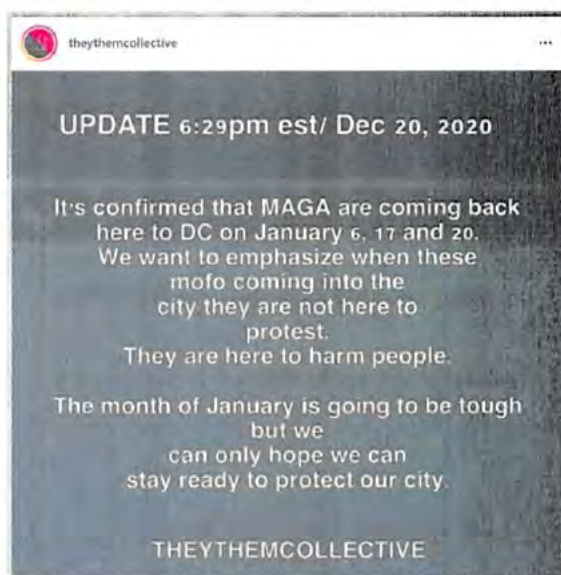 theythemcollective
UPDATE 6:29pm est/ Dec 20, 2020
It's confirmed that MAGA are coming back
here to DC on January 6, 17 and 20.
We want to emphasize when these
mofo coming into the
city they are not here to
protest.
They are here to harm people.
The month of January is going to be tough
but we
can only hope we can
stay ready to protect our city.
THEYTHEMCOLLECTIVE